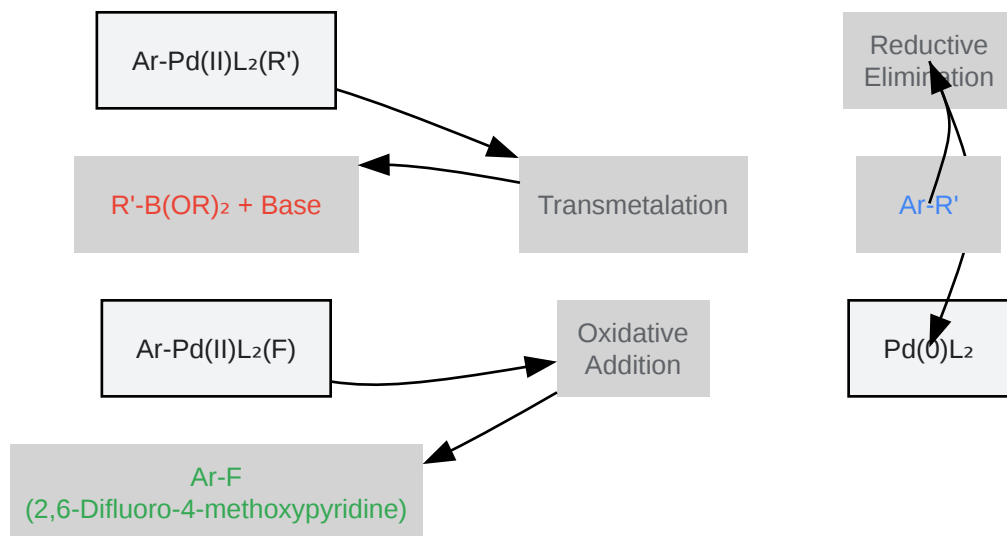 Ar-Pd(II)L₂(R')
Reductive
Elimination
R'-B(OR)₂ + Base
Transmetalation
Ar-R'
Ar-Pd(II)L₂(F)
Oxidative
Addition
Pd(0)L₂
Ar-F
(2,6-Difluoro-4-methoxypyridine)